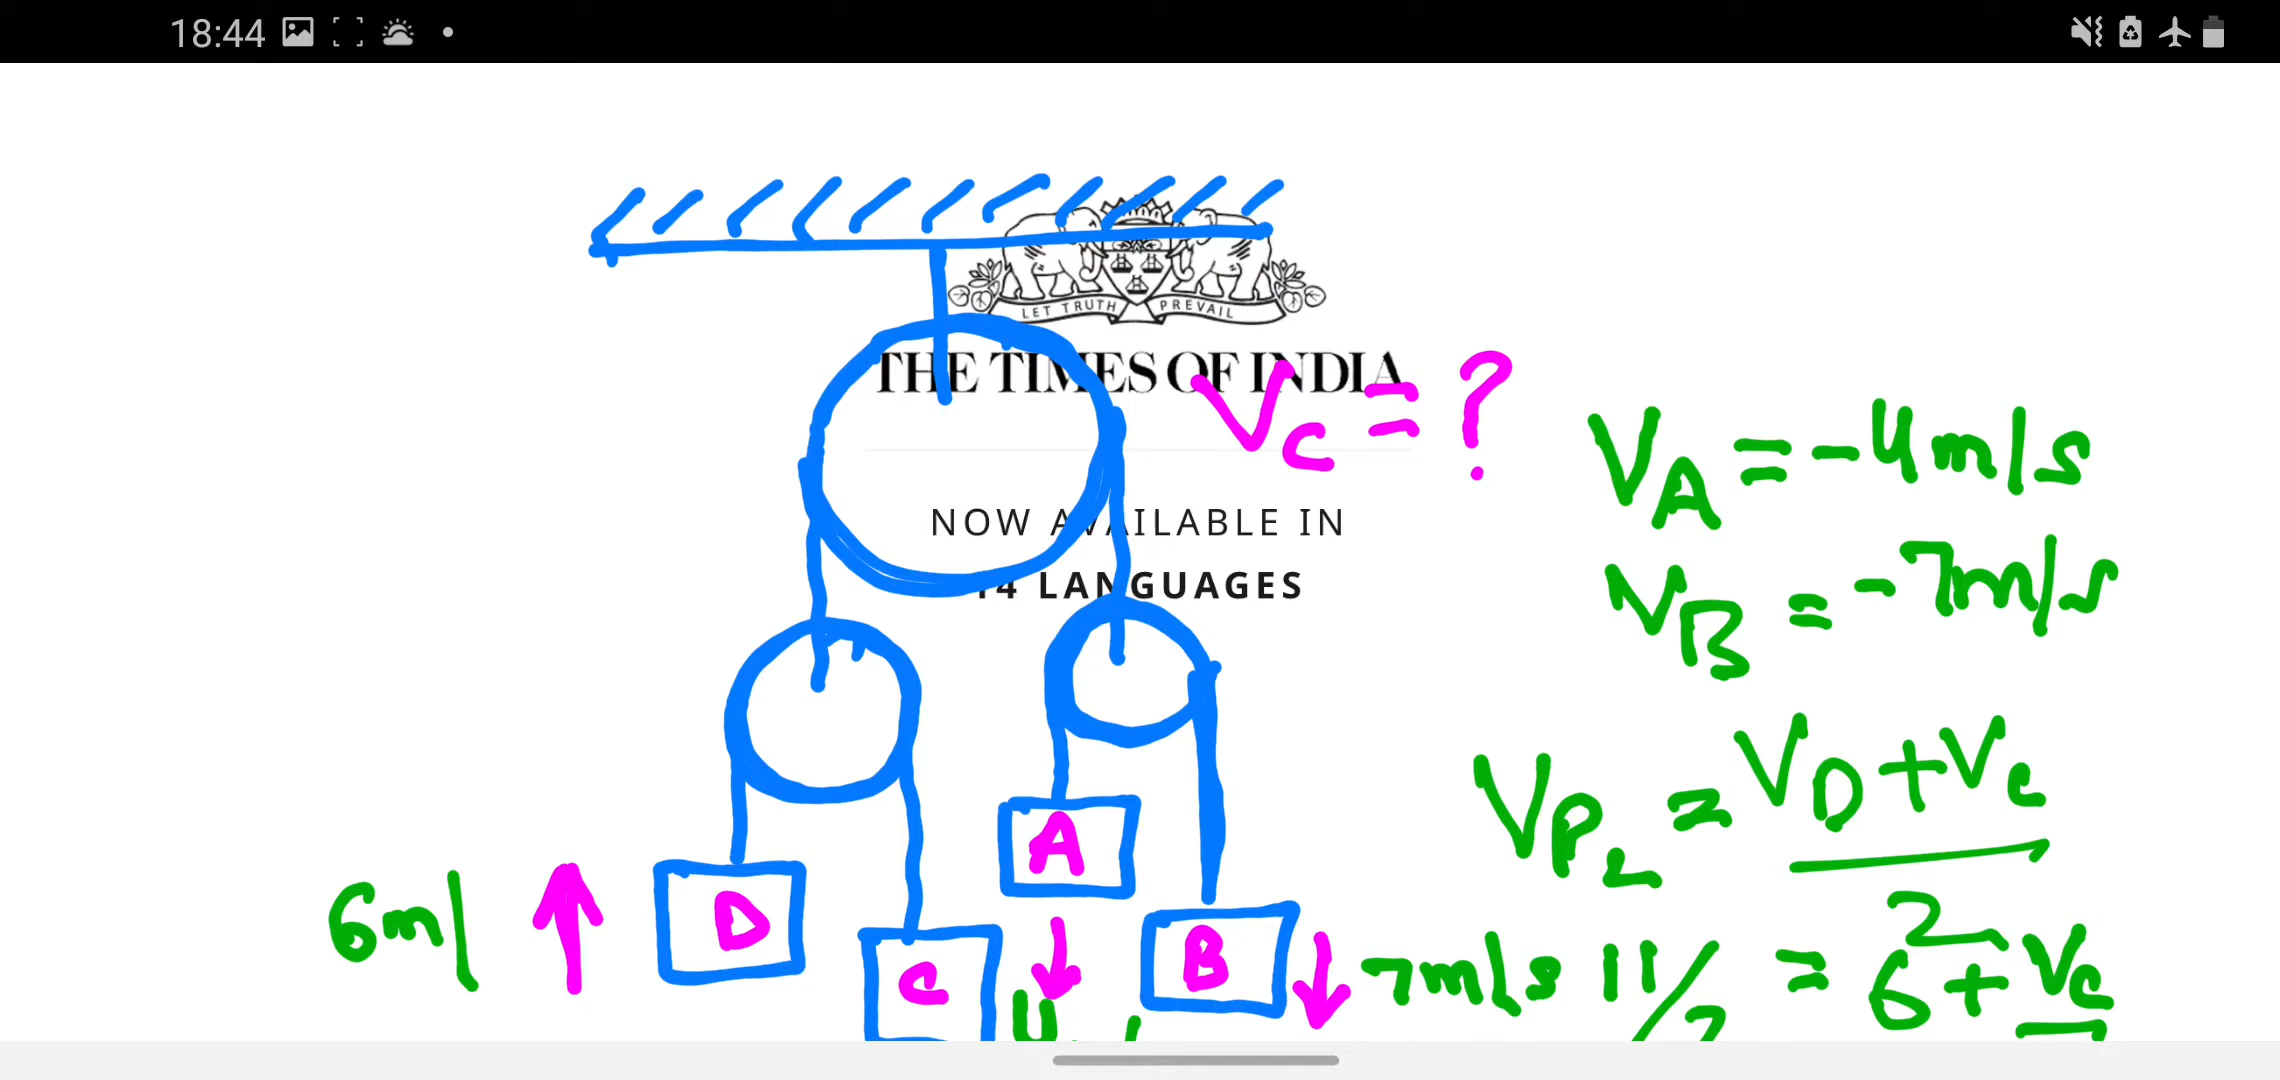 18:44
LET TRUTH PREVAIL
THE TIMES OF INDIA
Vc = ?
VA = -4m/s
NOW AVAILABLE IN
VB = -7m/s
14 LANGUAGES
VP2 = VD+Vc
2
A
6m/
D
C
B
7m/s
11/2 = 6+Vc
4